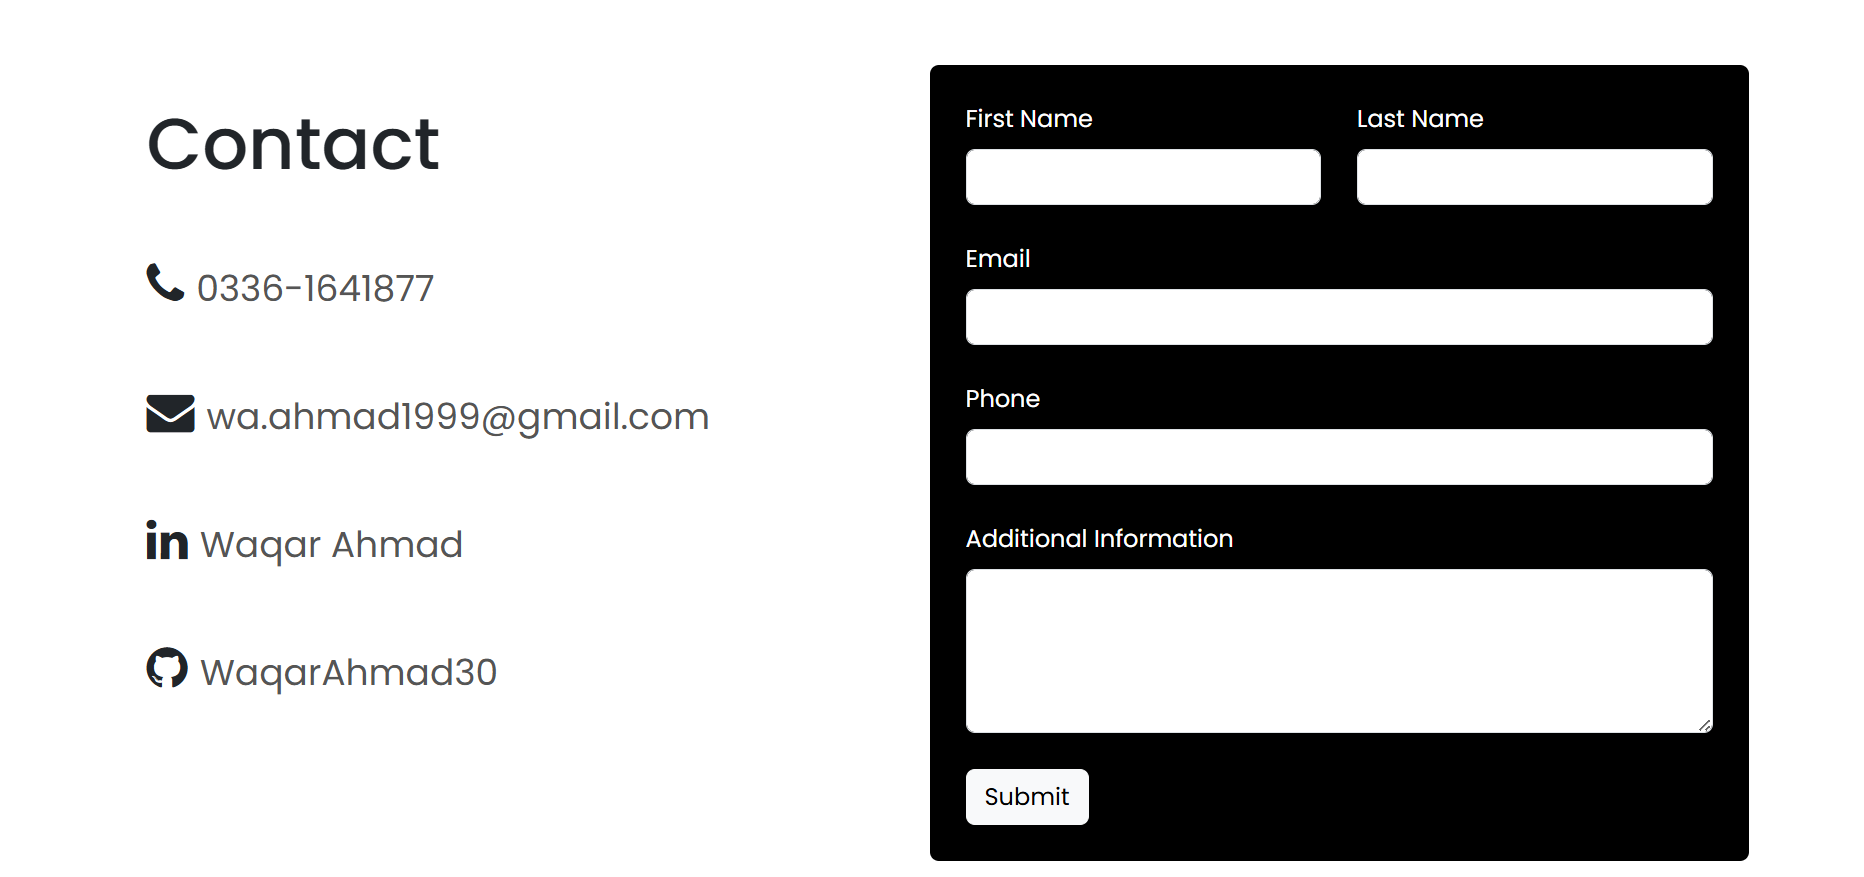 Contact
0336-1641877
wa.ahmad1999@gmail.com
in Waqar Ahmad
WaqarAhmad30
First Name
Last Name
Email
Phone
Additional Information
Submit